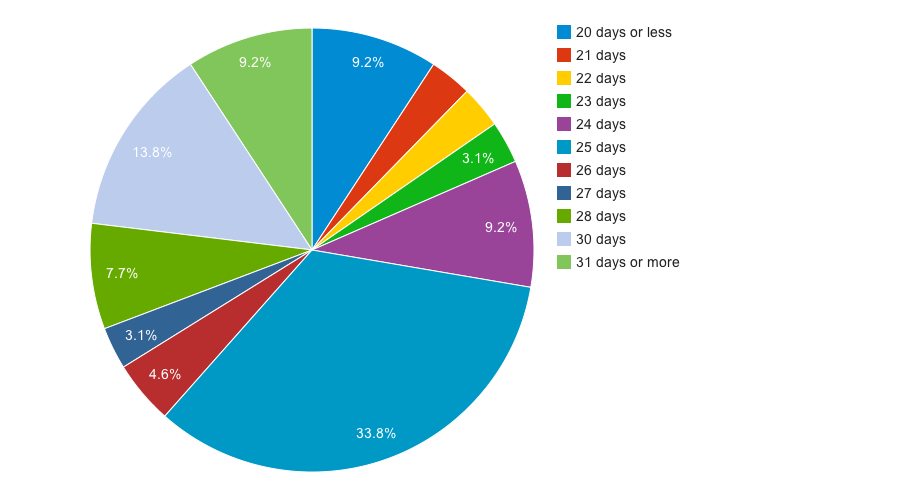 9.2%
9.2%
3.1%
9.2%
33.8%
4.6%
3.1%
7.7%
13.8%
20 days or less
21 days
22 days
23 days
24 days
25 days
26 days
27 days
28 days
30 days
31 days or more